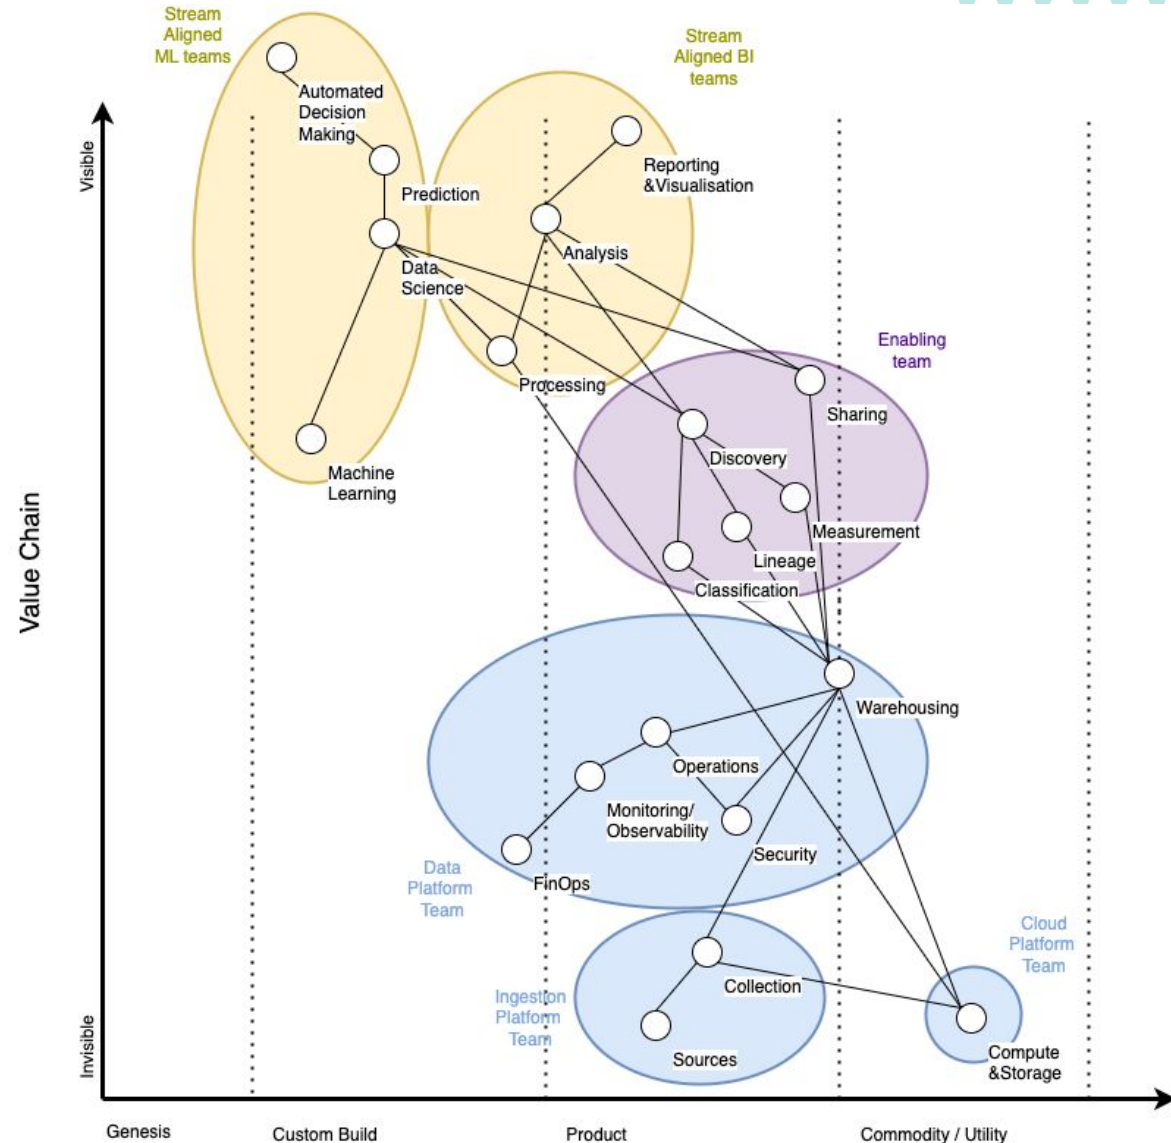 Stream
Aligned
ML teams
Stream
Aligned BI
teams
Automated
Decision
Making
Visible
Reporting
&Visualisation
Prediction
Analysis
Data
Science
Enabling
team
Processing
Sharing
Discovery
Machine
Learning
Measurement
Lineage
Classification
Value Chain
Warehousing
Operations
Monitoring/
Observability
Security
Data
Platform
Team
FinOps
Cloud
Platform
Team
Collection
Ingestion
Platform
Team
Sources
Compute
&Storage
Invisible
Genesis
Custom Build
Product
Commodity / Utility